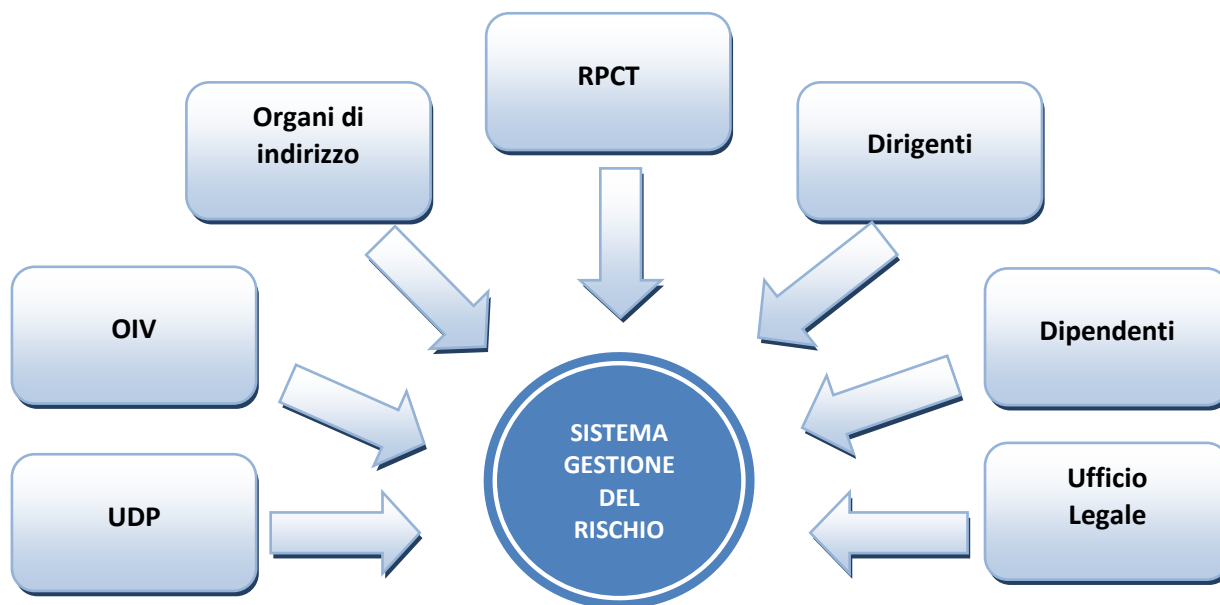 RPCT
Organi di
indirizzo
Dirigenti
OIV
Dipendenti
SISTEMA
GESTIONE
DEL
RISCHIO
UDP
Ufficio
Legale